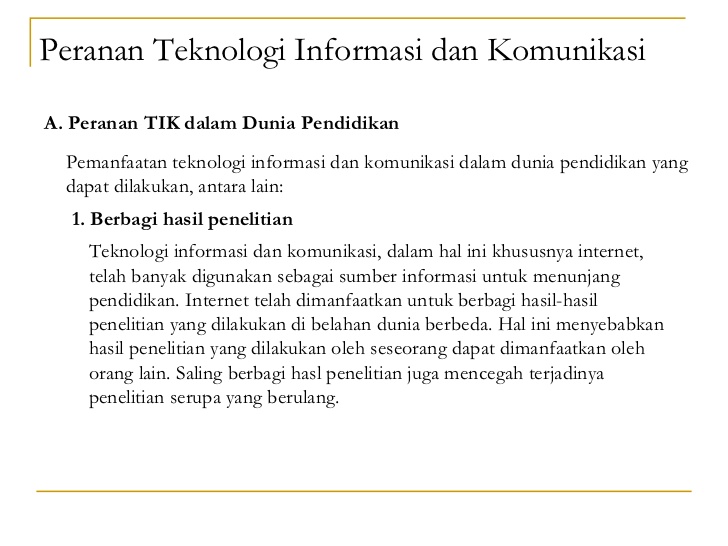 Peranan Teknologi Informasi dan Komunikasi
A. Peranan TIK dalam Dunia Pendidikan
Pemanfaatan teknologi informasi dan komunikasi dalam dunia pendidikan yang
dapat dilakukan, antara lain:
1. Berbagi hasil penelitian
Teknologi informasi dan komunikasi, dalam hal ini khususnya internet,
telah banyak digunakan sebagai sumber informasi untuk menunjang
pendidikan. Internet telah dimanfaatkan untuk berbagi hasil-hasil
penelitian yang dilakukan di belahan dunia berbeda. Hal ini menyebabkan
hasil penelitian yang dilakukan oleh seseorang dapat dimanfaatkan oleh
orang lain. Saling berbagi hasl penelitian juga mencegah terjadinya
penelitian serupa yang berulang.